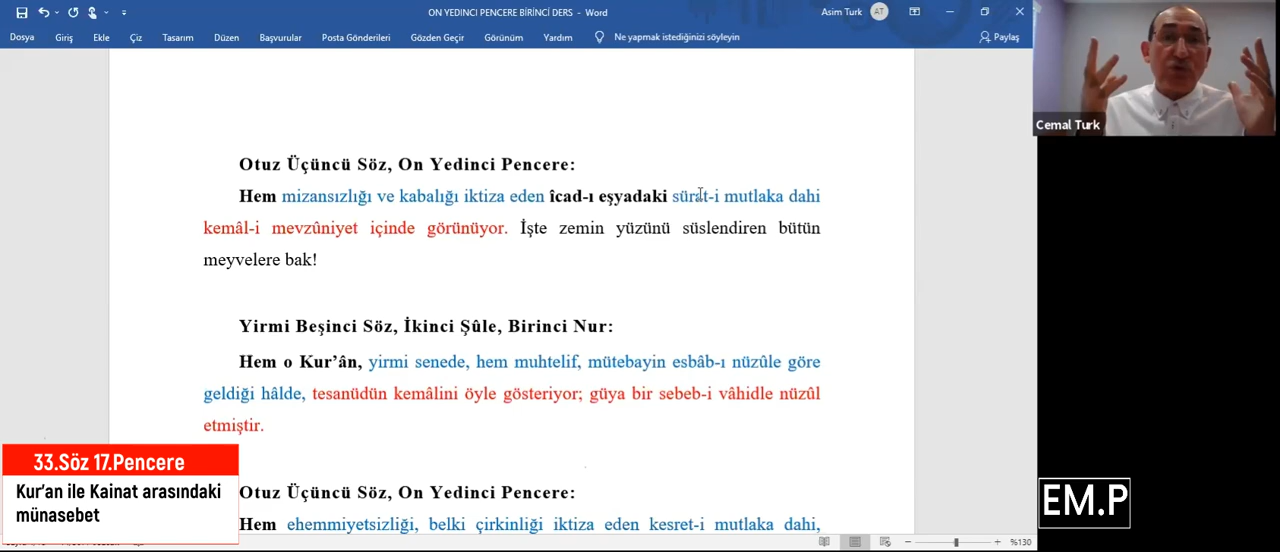 ON YEDINCI PENCERE BİRİNCİ DERS - Word
Asim Turk
AT
Dosya Giriş Ekle Çiz Tasarım Düzen Başvurular Posta Gönderileri Gözden Geçir Görünüm Yardım Ne yapmak istediğinizi söyleyin Paylaş
Cemal Turk
Otuz Üçüncü Söz, On Yedinci Pencere:
Hem mizansızlığı ve kabalığı iktiza eden îcad-ı eşyadaki sürat-i mutlaka dahi
kemâl-i mevzûniyet içinde görünüyor. İşte zemin yüzünü süslendiren bütün
meyvelere bak!
Yirmi Beşinci Söz, İkinci Şûle, Birinci Nur:
Hem o Kur’ân, yirmi senede, hem muhtelif, mütebayin esbâb-ı nüzûle göre
geldiği hâlde, tesanüdün kemâlini öyle gösteriyor; güya bir sebeb-i vâhidle nüzûl
etmiştir.
33.Söz 17.Pencere
Kur’an ile Kainat arasındaki
münasebet
Otuz Üçüncü Söz, On Yedinci Pencere:
Hem ehemmiyetsizliği, belki çirkinliği iktiza eden kesret-i mutlaka dahi,
EM.P
%130